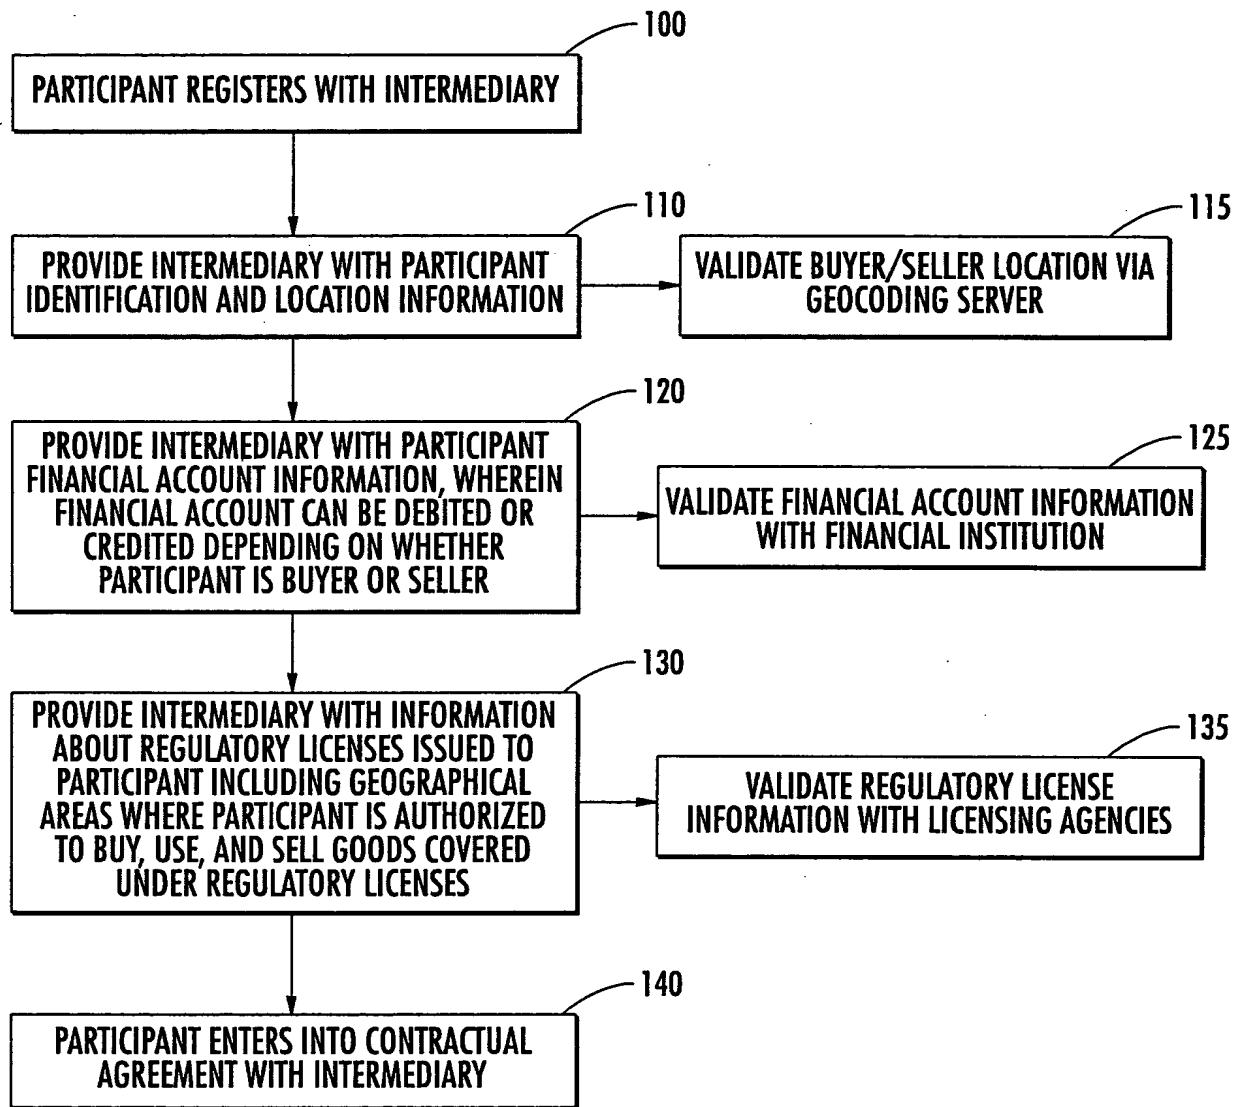 100
PARTICIPANT REGISTERS WITH INTERMEDIARY
110
PROVIDE INTERMEDIARY WITH PARTICIPANT
IDENTIFICATION AND LOCATION INFORMATION
115
VALIDATE BUYER/SELLER LOCATION VIA
GEOCODING SERVER
120
PROVIDE INTERMEDIARY WITH PARTICIPANT
FINANCIAL ACCOUNT INFORMATION, WHEREIN
FINANCIAL ACCOUNT CAN BE DEBITED OR
CREDITED DEPENDING ON WHETHER
PARTICIPANT IS BUYER OR SELLER
125
VALIDATE FINANCIAL ACCOUNT INFORMATION
WITH FINANCIAL INSTITUTION
130
PROVIDE INTERMEDIARY WITH INFORMATION
ABOUT REGULATORY LICENSES ISSUED TO
PARTICIPANT INCLUDING GEOGRAPHICAL
AREAS WHERE PARTICIPANT IS AUTHORIZED
TO BUY, USE, AND SELL GOODS COVERED
UNDER REGULATORY LICENSES
135
VALIDATE REGULATORY LICENSE
INFORMATION WITH LICENSING AGENCIES
140
PARTICIPANT ENTERS INTO CONTRACTUAL
AGREEMENT WITH INTERMEDIARY